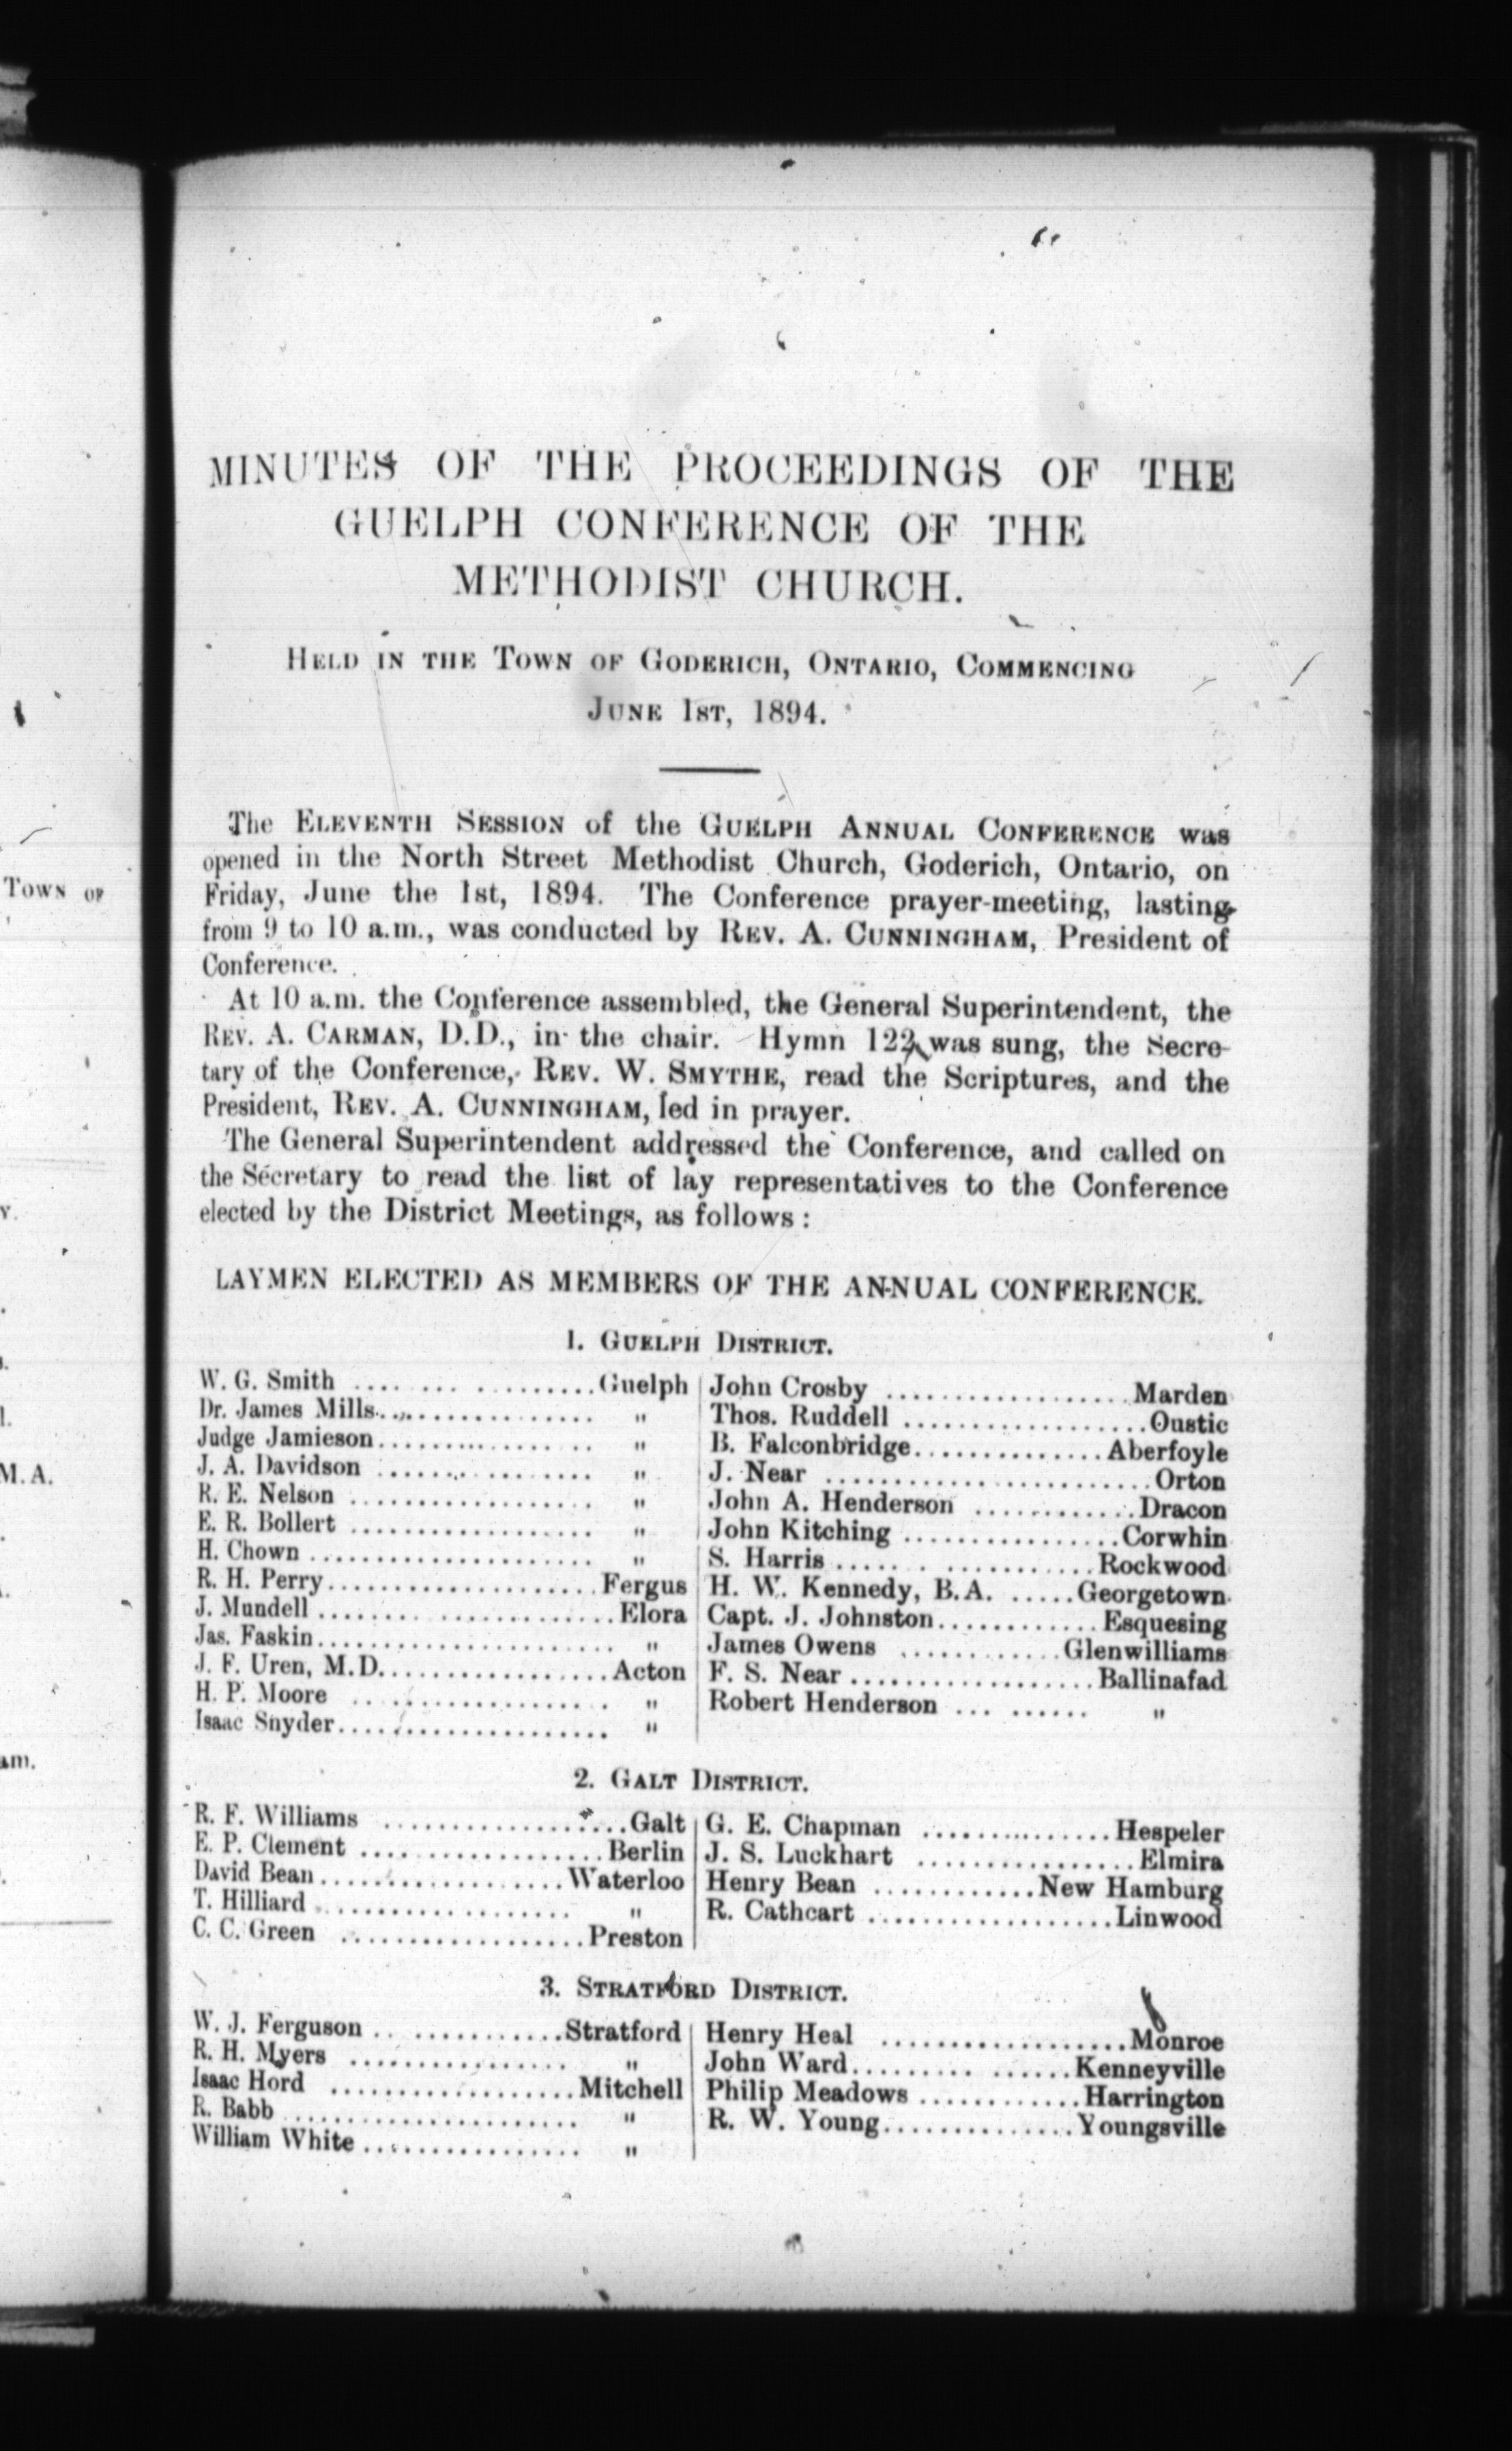 Town of
Y.
M.A.
am.
MINUTES OF THE PROCEEDINGS OF THE
GUELPH CONFERENCE OF THE
METHODIST CHURCH.
Held in the Town of Goderich, Ontario, Commencing
June 1st, 1894.
The Eleventh Session of the Guelph Annual Conference was
opened in the North Street Methodist Church, Goderich, Ontario, on
Friday, June the 1st, 1894. The Conference prayer-meeting, lasting
from 9 to 10 a.m., was conducted by Rev. A. Cunningham, President of
Conference.
At 10 a.m. the Conference assembled, the General Superintendent, the
Rev. A. Carman, D.D., in the chair. Hymn 122 was sung, the Secre-
tary of the Conference, Rev. W. Smythe, read the Scriptures, and the
President, Rev. A. Cunningham, led in prayer.
The General Superintendent addressed the Conference, and called on
the Secretary to read the list of lay representatives to the Conference
elected by the District Meetings, as follows:
LAYMEN ELECTED AS MEMBERS OF THE ANNUAL CONFERENCE.
1. Guelph District.
W. G. Smith .... ... .........Guelph
Dr. James Mills.................. "
Judge Jamieson................. "
J. A. Davidson .................. "
R. E. Nelson .................. "
E. R. Bollert .................. "
H. Chown ..................... "
R. H. Perry....................Fergus
J. Mundell ......................Elora
Jas. Faskin...................... "
J. F. Uren, M.D.................Acton
H. P. Moore ................... "
Isaac Snyder.................... "
John Crosby ..................Marden
Thos. Ruddell ..................Oustic
B. Falconbridge..............Aberfoyle
J. Near ........................Orton
John A. Henderson ............Dracon
John Kitching ................Corwhin
S. Harris ...... . ...........Rockwood
H. W. Kennedy, B.A. .....Georgetown
Capt. J. Johnston............Esquesing
James Owens ............Glenwilliams
F. S. Near ..................Ballinafad
Robert Henderson ... ...... "
2. Galt District.
R. F. Williams ..................Galt
E. P. Clement ..................Berlin
David Bean ..................Waterloo
T. Hilliard ................... "
C. C. Green ..................Preston
G. E. Chapman ..............Hespeler
J. S. Luckhart ................Elmira
Henry Bean ............New Hamburg
R. Cathcart ..................Linwood
3. Stratford District.
W. J. Ferguson .. ...........Stratford
R. H. Myers ................ "
Isaac Hord ..................Mitchell
R. Babb ...................... "
William White ................ "
Henry Heal ..................Monroe
John Ward......... ......Kenneyville
Philip Meadows ............Harrington
R. W. Young..............Youngsville